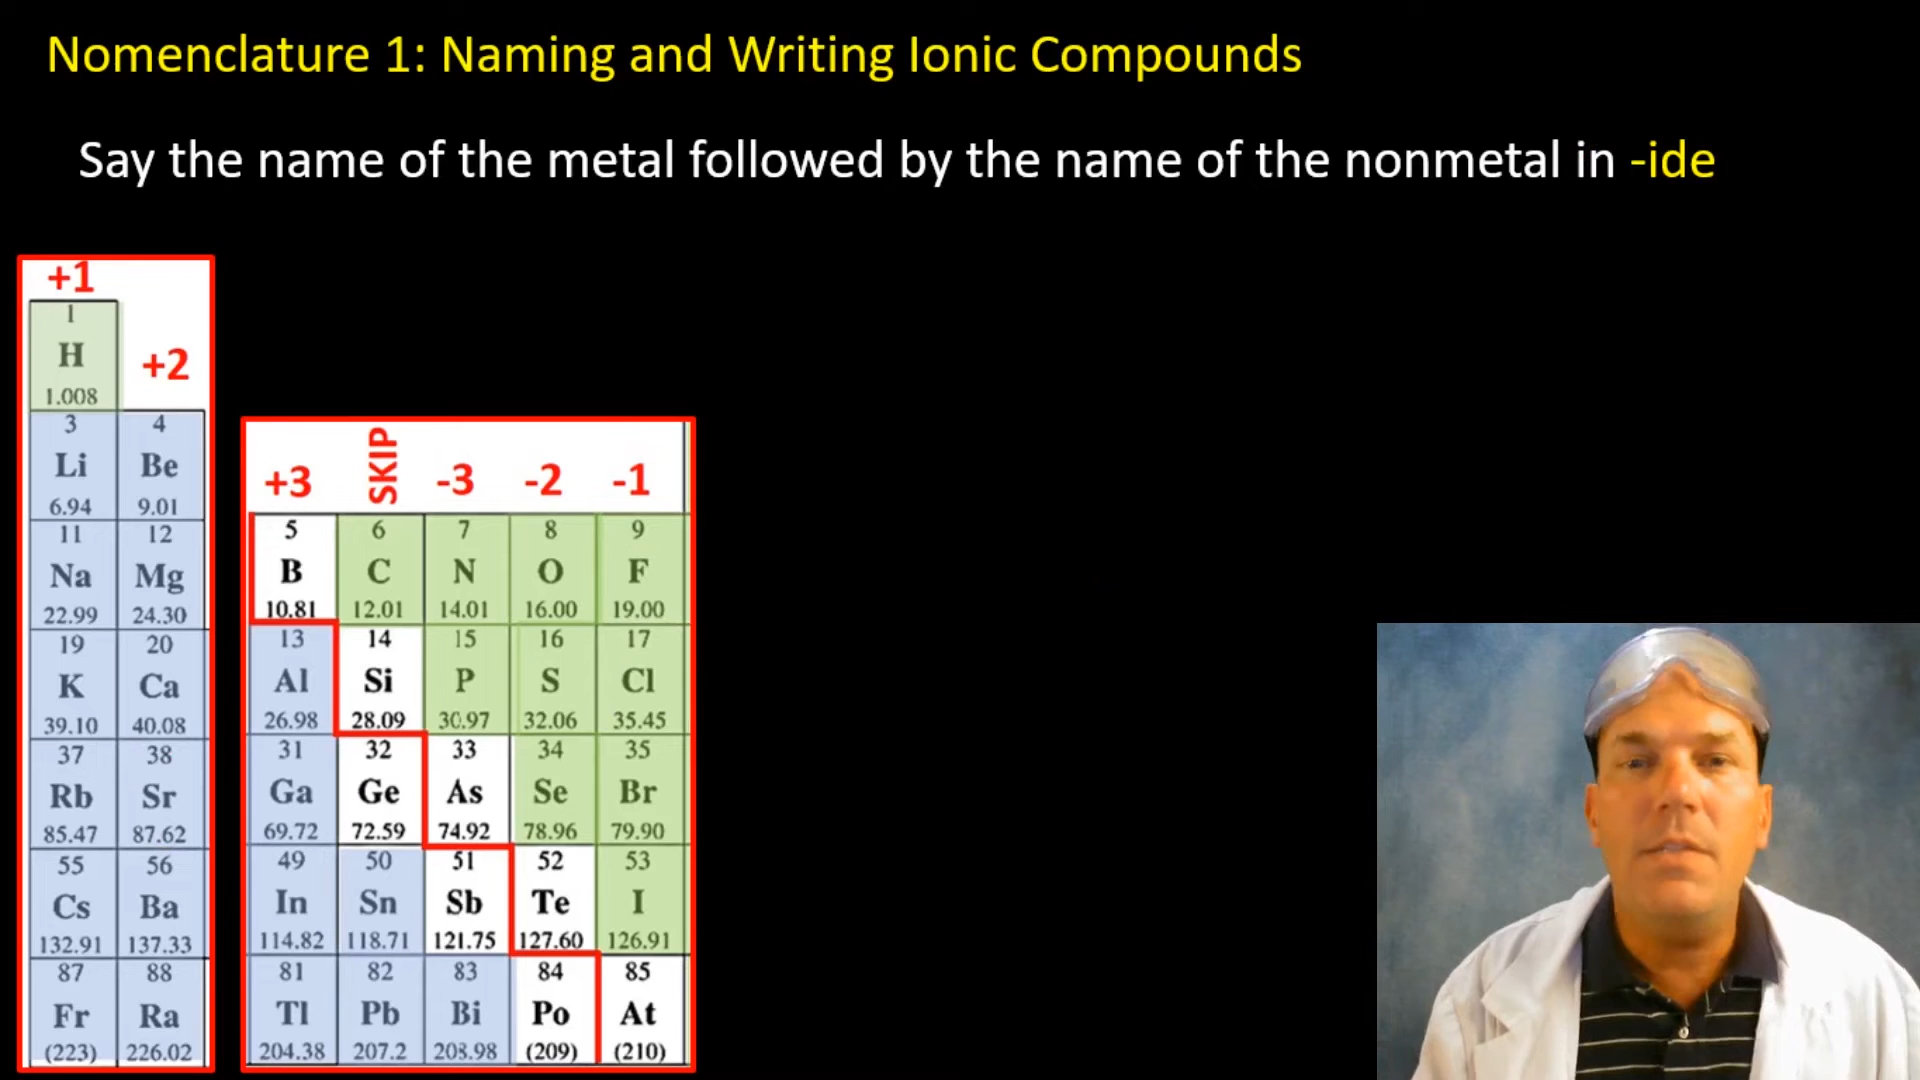 Nomenclature 1: Naming and Writing Ionic Compounds
Say the name of the metal followed by the name of the nonmetal in -ide
+1
1
H
1.008
+2
3 4
Li Be
6.94 9.01
11 12
Na Mg
22.99 24.30
19 20
K Ca
39.10 40.08
37 38
Rb Sr
85.47 87.62
55 56
Cs Ba
132.91 137.33
87 88
Fr Ra
(223) 226.02
+3 SKIP -3 -2 -1
5 6 7 8 9
B C N O F
10.81 12.01 14.01 16.00 19.00
13 14 15 16 17
Al Si P S Cl
26.98 28.09 30.97 32.06 35.45
31 32 33 34 35
Ga Ge As Se Br
69.72 72.59 74.92 78.96 79.90
49 50 51 52 53
In Sn Sb Te I
114.82 118.71 121.75 127.60 126.91
81 82 83 84 85
Tl Pb Bi Po At
204.38 207.2 208.98 (209) (210)